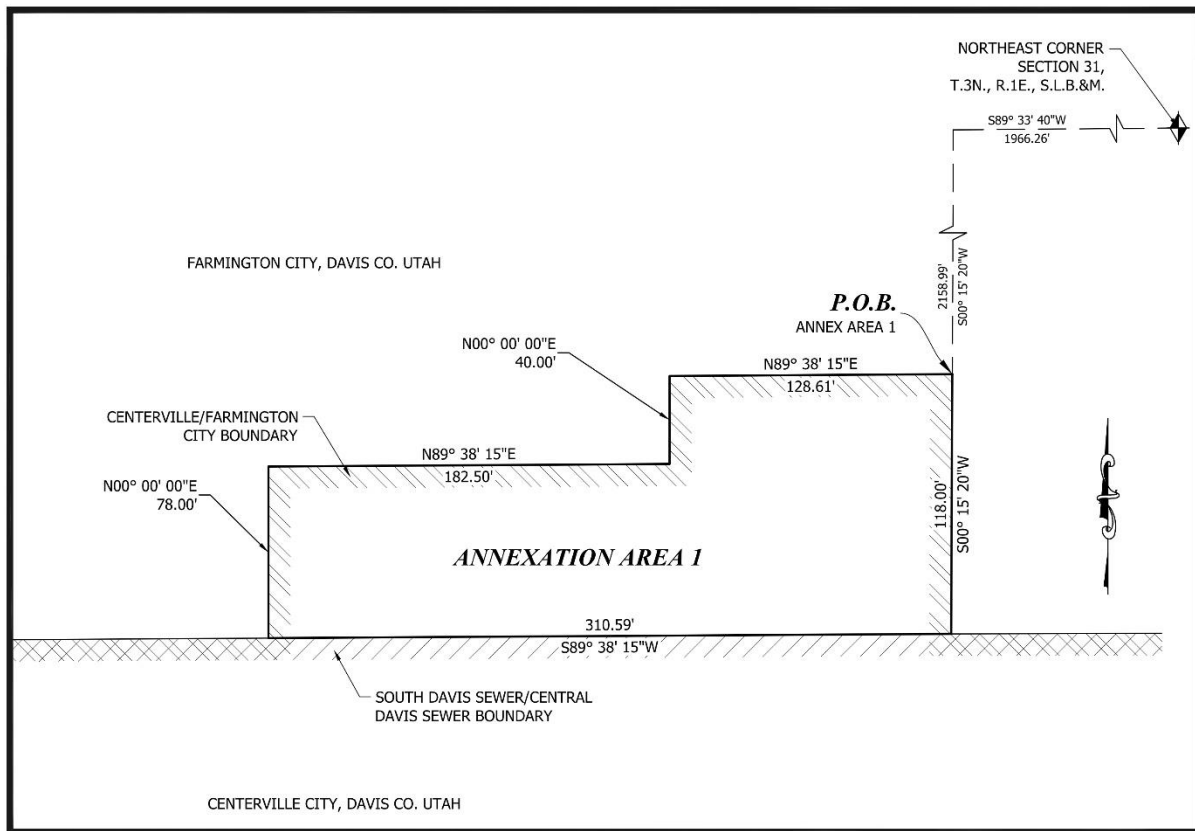 NORTHEAST CORNER
SECTION 31,
T.3N., R.1E., S.L.B.&M.
S89° 33' 40"W
1966.26'
2158.99'
S00° 15' 20"W
FARMINGTON CITY, DAVIS CO. UTAH
P.O.B.
ANNEX AREA 1
N00° 00' 00"E
40.00'
N89° 38' 15"E
128.61'
CENTERVILLE/FARMINGTON
CITY BOUNDARY
N89° 38' 15"E
182.50'
N00° 00' 00"E
78.00'
118.00'
S00° 15' 20"W
ANNEXATION AREA 1
310.59'
S89° 38' 15"W
SOUTH DAVIS SEWER/CENTRAL
DAVIS SEWER BOUNDARY
CENTERVILLE CITY, DAVIS CO. UTAH